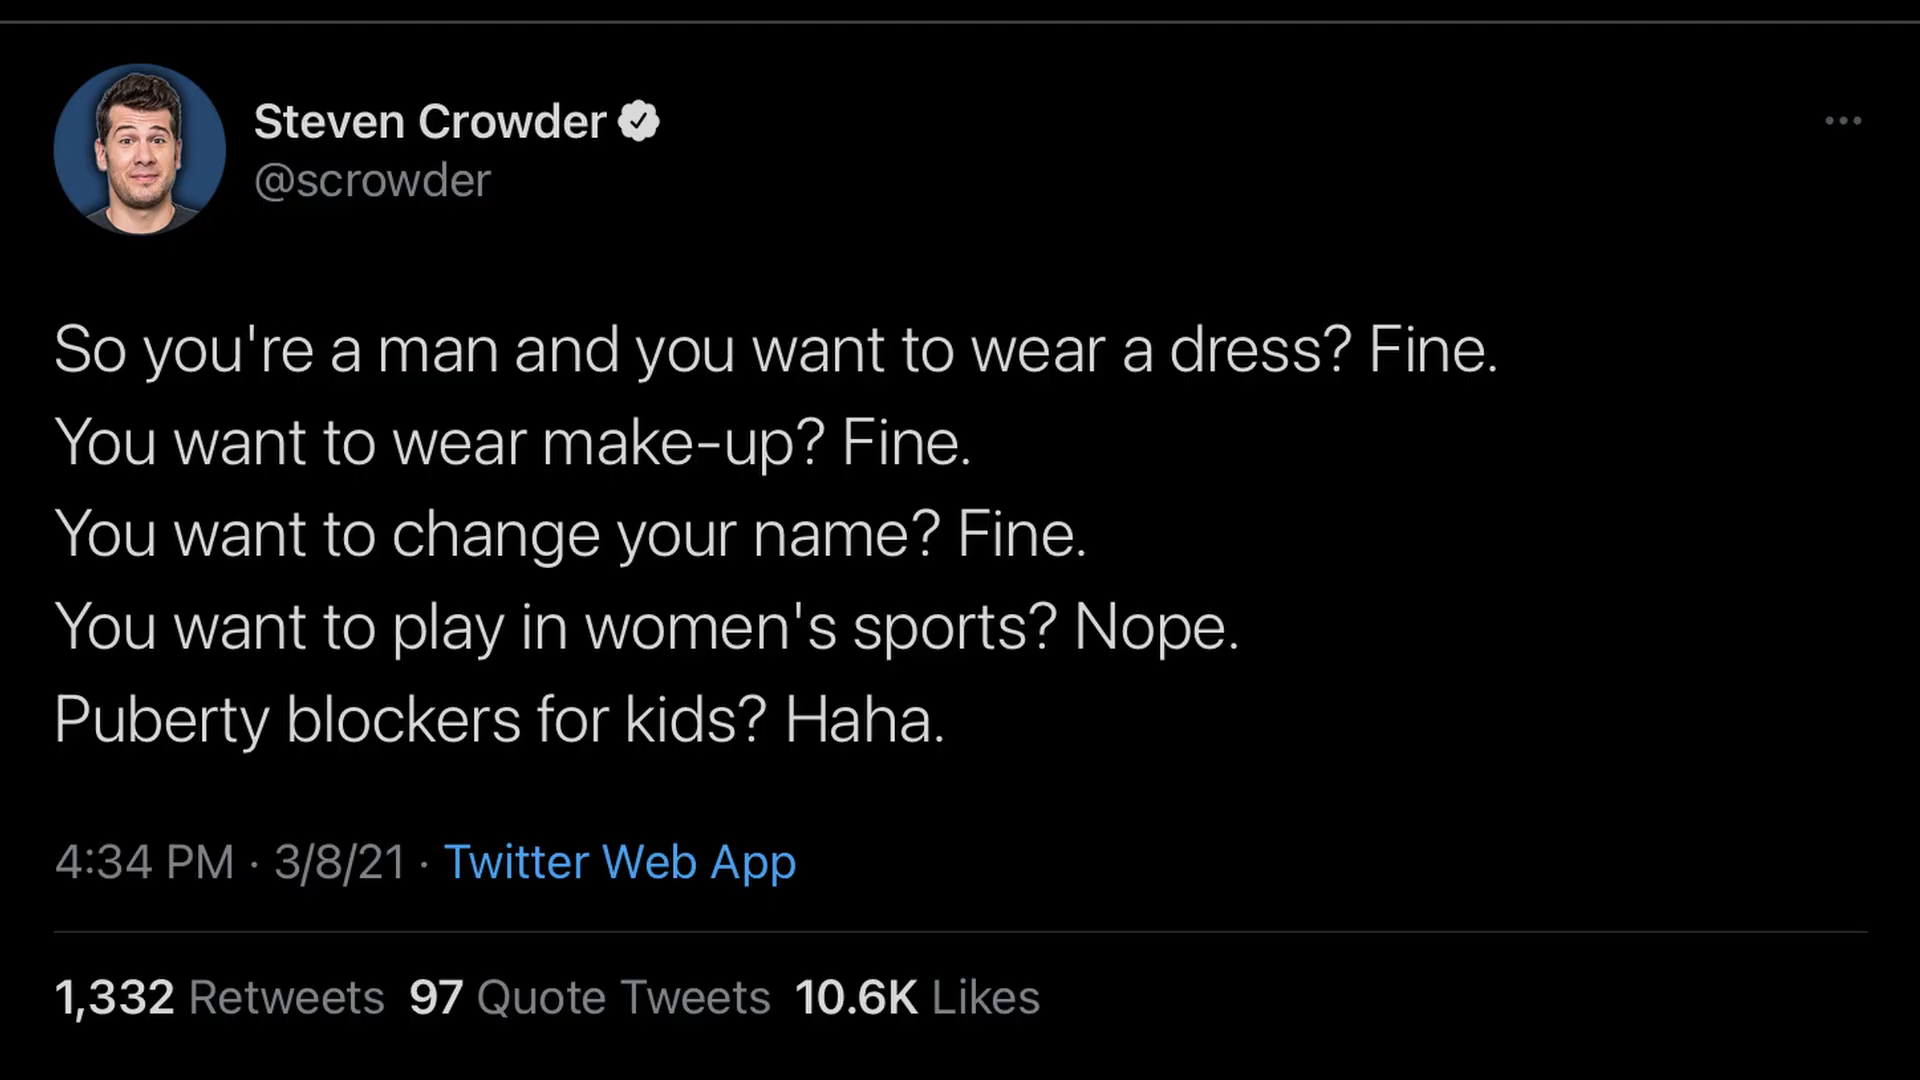 Steven Crowder
@scrowder
So you're a man and you want to wear a dress? Fine.
You want to wear make-up? Fine.
You want to change your name? Fine.
You want to play in women's sports? Nope.
Puberty blockers for kids? Haha.
4:34 PM · 3/8/21 · Twitter Web App
1,332 Retweets 97 Quote Tweets 10.6K Likes